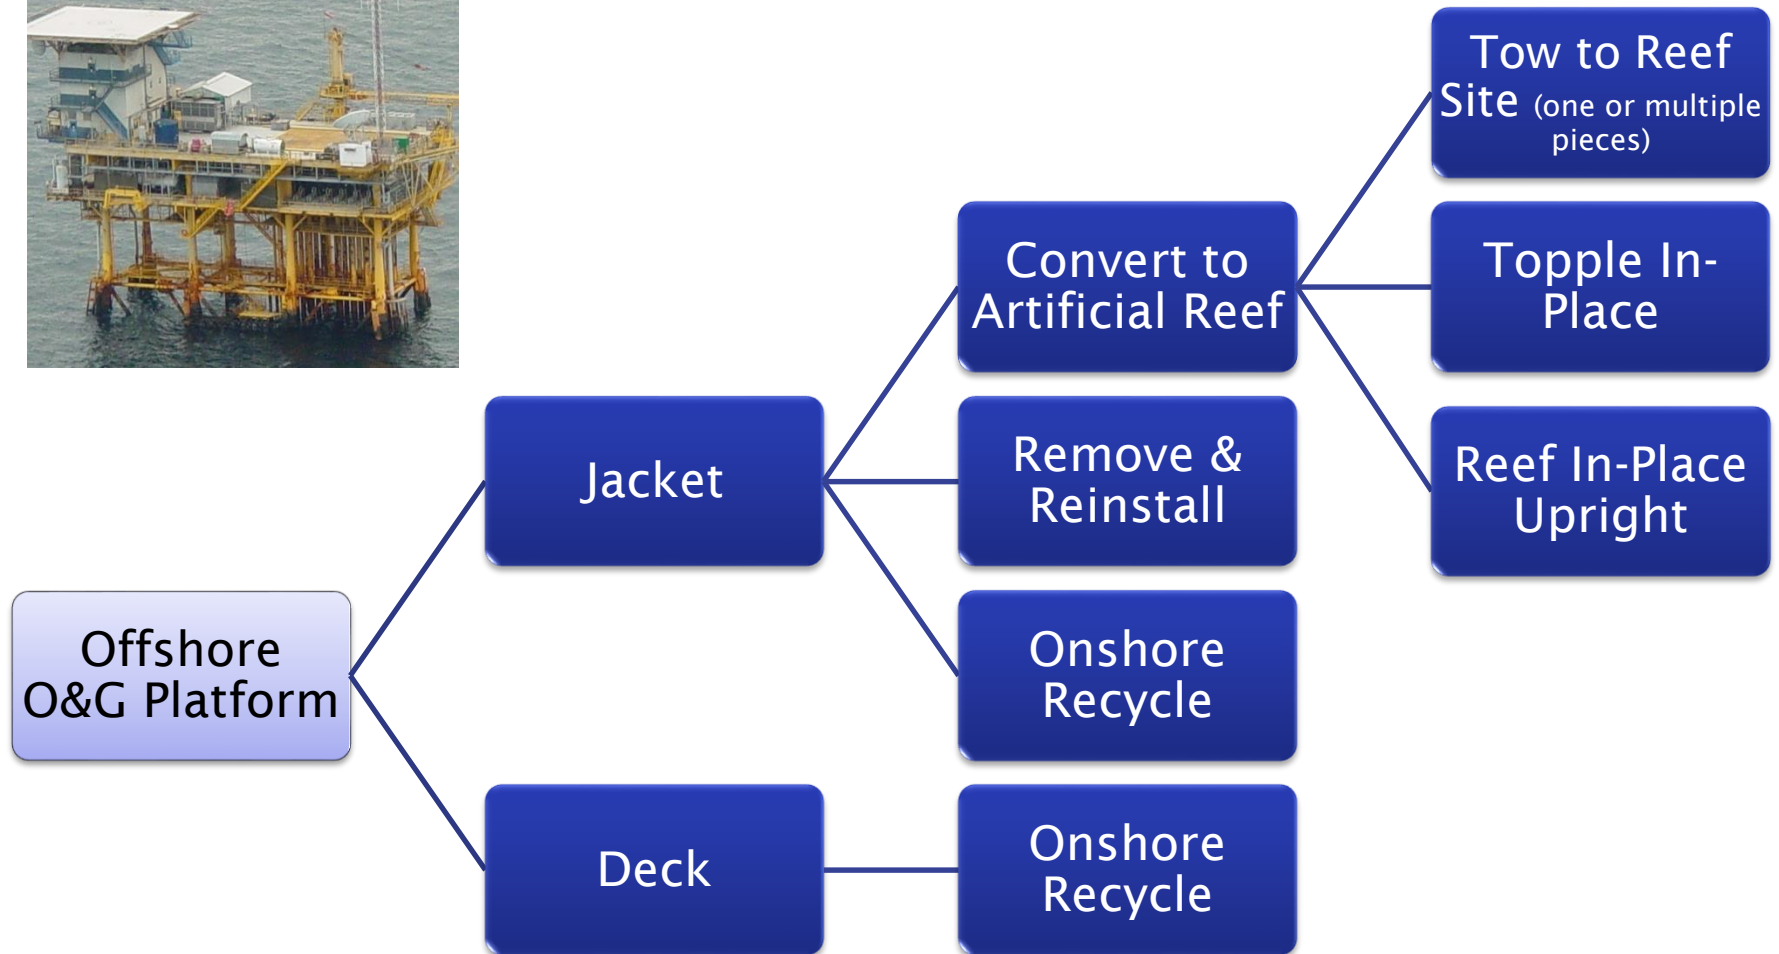 Tow to Reef
Site (one or multiple
pieces)
Convert to
Artificial Reef
Topple In-
Place
Jacket
Remove &
Reinstall
Reef In-Place
Upright
Offshore
O&G Platform
Onshore
Recycle
Deck
Onshore
Recycle